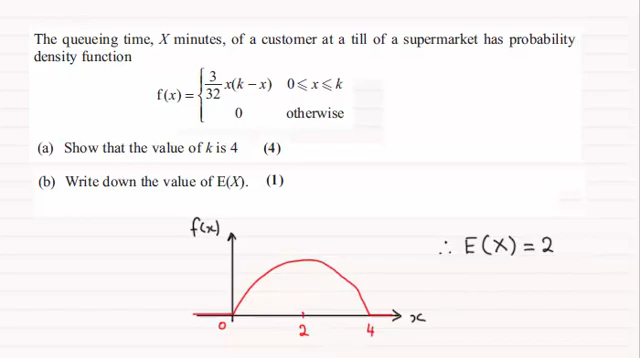 The queueing time, X minutes, of a customer at a till of a supermarket has probability
density function
f(x) = { 3/32 x(k − x)   0 ⩽ x ⩽ k
0   otherwise
(a) Show that the value of k is 4 (4)
(b) Write down the value of E(X). (1)
f(x)
∴ E(X) = 2
0 2 4 x